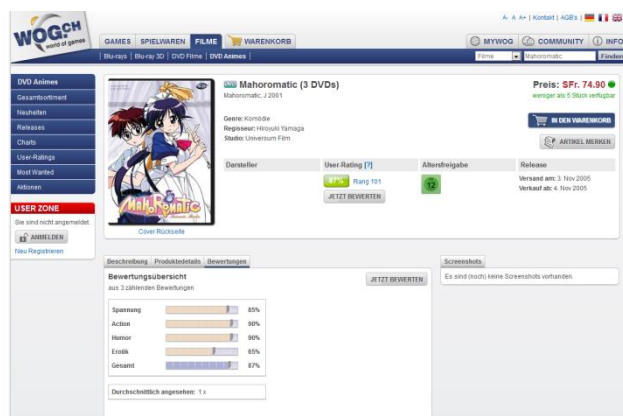 A- A A+ | Kontakt | AGB's |
WOG.CH
world of games
GAMES SPIELWAREN FILME WARENKORB
MYWOG COMMUNITY INFO
Blu-rays | Blu-ray 3D | DVD Filme | DVD Animes |
Filme Mahoromatic Finden
DVD Animes
Gesamtsortiment
Neuheiten
Releases
Charts
User-Ratings
Most Wanted
Aktionen
USER ZONE
Sie sind nicht angemeldet.
ANMELDEN
Neu Registrieren
MAHOROMATIC
Cover Rückseite
Mahoromatic (3 DVDs)
Mahoromatic, J 2001
Genre: Komödie
Regisseur: Hiroyuki Yamaga
Studio: Universum Film
Preis: SFr. 74.90
weniger als 5 Stück verfügbar
IN DEN WARENKORB
ARTIKEL MERKEN
Darsteller User-Rating [?] Altersfreigabe Release
87% Rang 101
JETZT BEWERTEN
12
Versand am: 3. Nov 2005
Verkauf ab: 4. Nov 2005
Beschreibung Produktedetails Bewertungen
Bewertungsübersicht
aus 3 zählenden Bewertungen
JETZT BEWERTEN
Spannung 85%
Action 90%
Humor 90%
Erotik 65%
Gesamt 87%
Durchschnittlich angesehen: 1 x
Screenshots
Es sind (noch) keine Screenshots vorhanden.